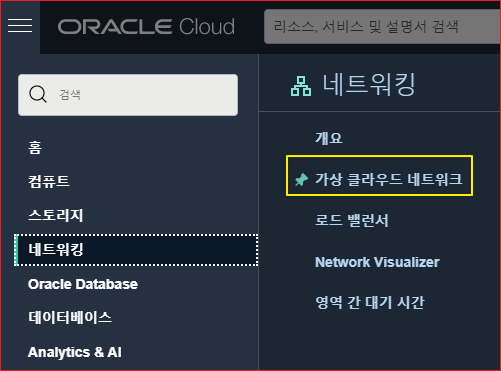 ORACLE Cloud
리소스, 서비스 및 설명서 검색
검색
홈
컴퓨트
스토리지
네트워킹
Oracle Database
데이터베이스
Analytics & AI
네트워킹
개요
가상 클라우드 네트워크
로드 밸런서
Network Visualizer
영역 간 대기 시간